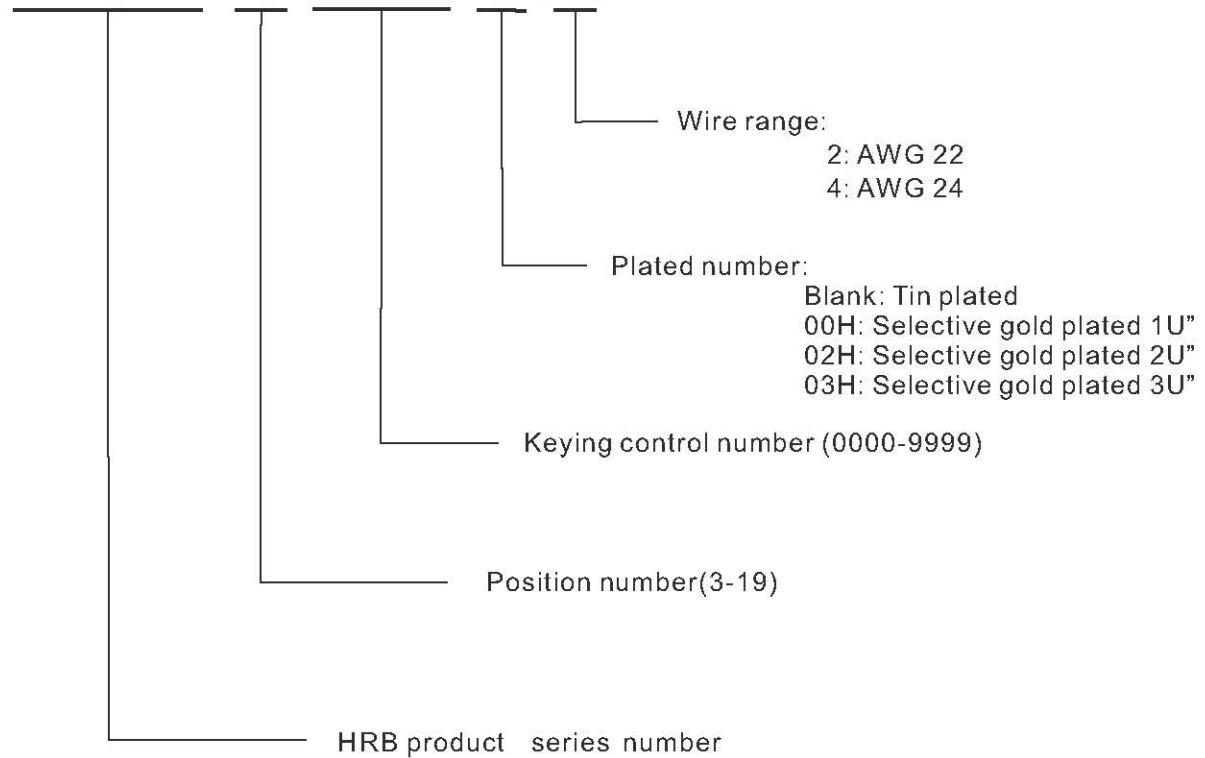 Wire range:
2: AWG 22
4: AWG 24
Plated number:
Blank: Tin plated
00H: Selective gold plated 1U”
02H: Selective gold plated 2U”
03H: Selective gold plated 3U”
Keying control number (0000-9999)
Position number(3-19)
HRB product series number